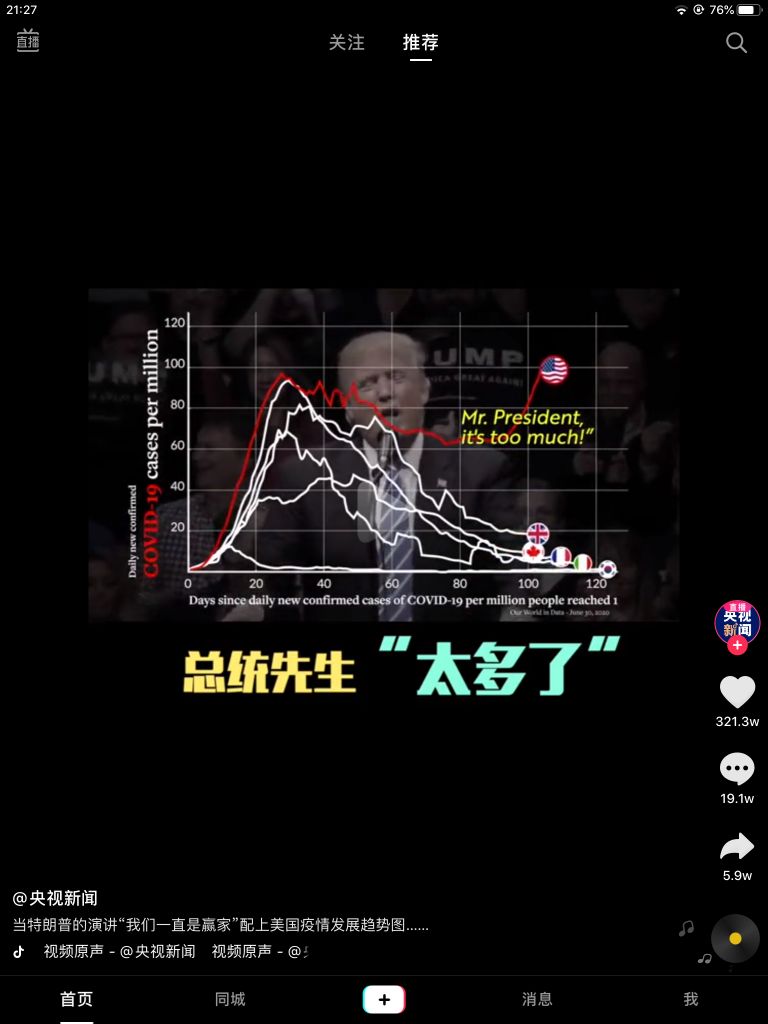 21:27
76%
直播
关注
推荐
120
100
80
60
40
20
Daily new confirmed
COVID-19 cases per million
UMP
PUMP
Mr. President,
it's too much!”
0 20 40 60 80 100 120
Days since daily new confirmed cases of COVID-19 per million people reached 1
Our World in Data - June 30, 2020
总统先生“太多了”
直播
央视
新闻
321.3w
19.1w
5.9w
@央视新闻
当特朗普的演讲“我们一直是赢家”配上美国疫情发展趋势图......
视频原声 - @央视新闻 视频原声 - @
首页
同城
消息
我